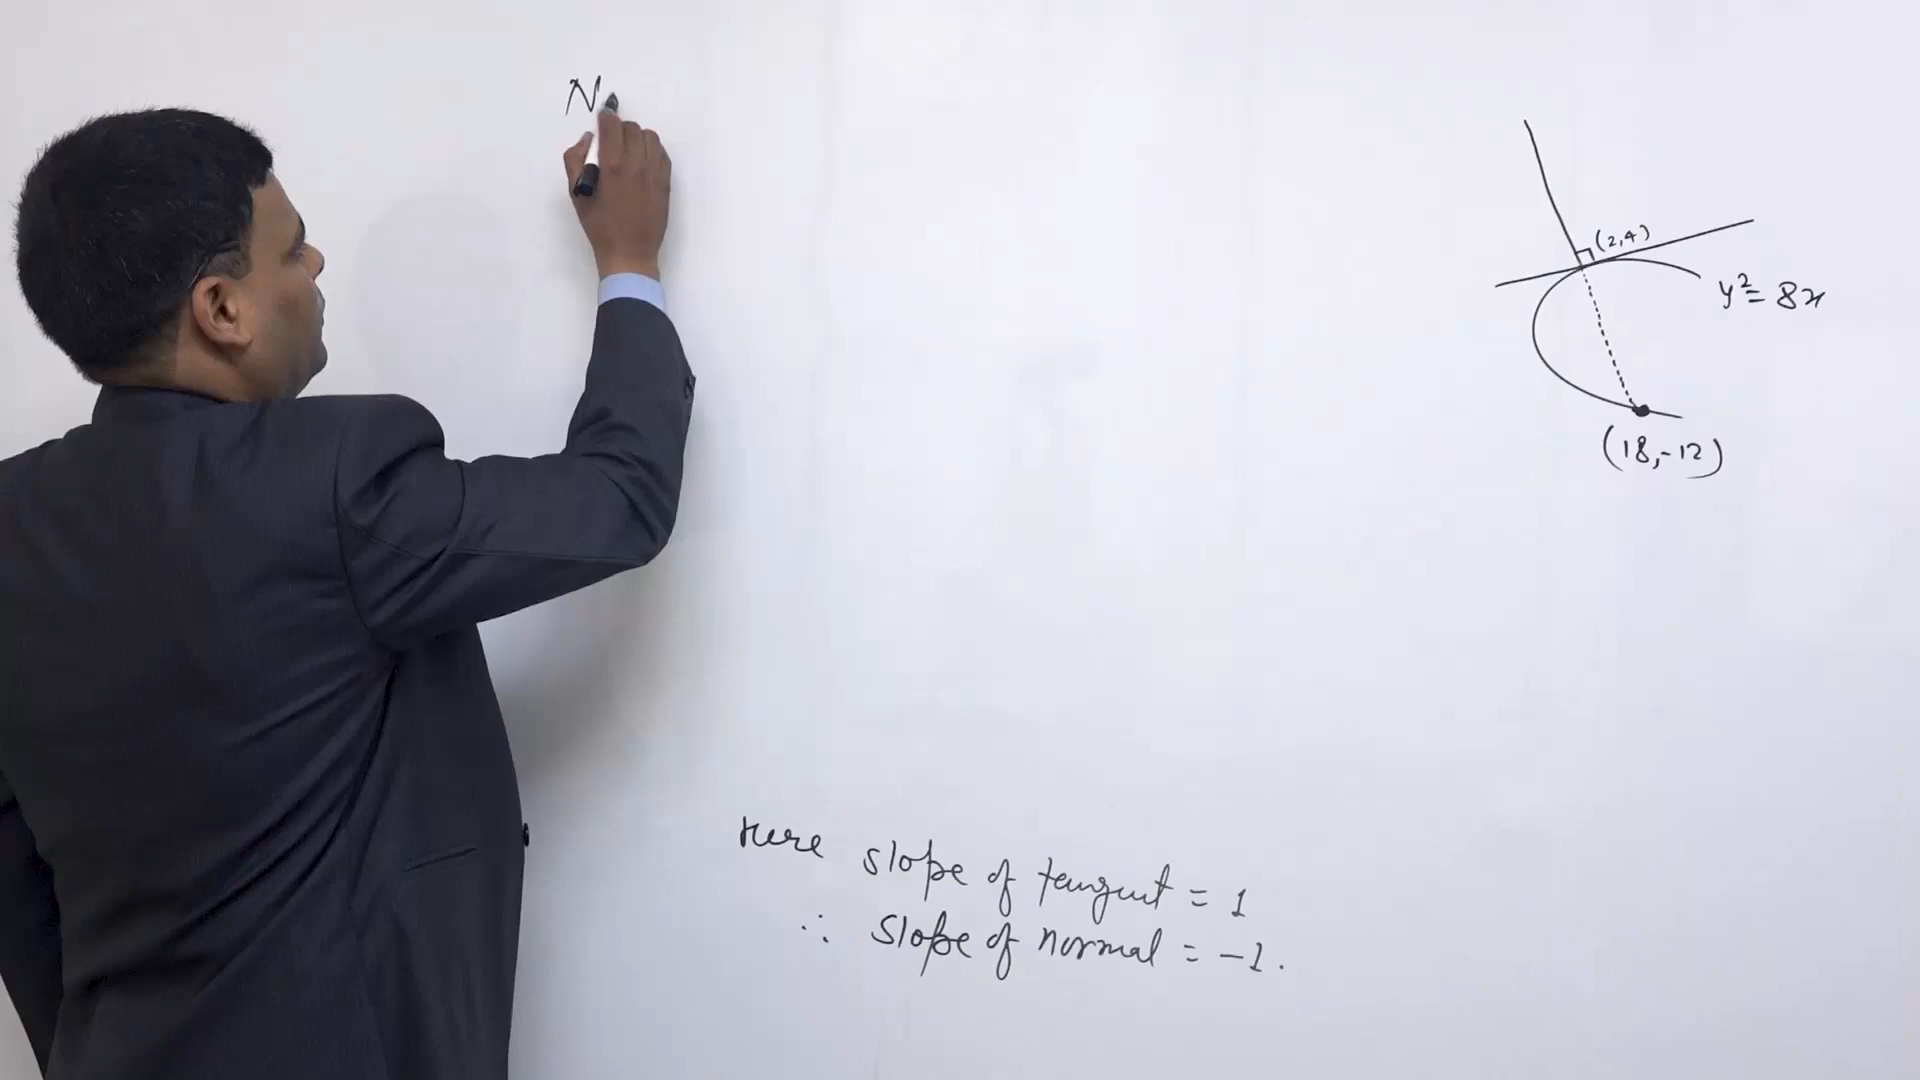 N
(2,4)
y²= 8x
(18,-12)
Here slope of tangent = 1
∴ slope of normal = -1.